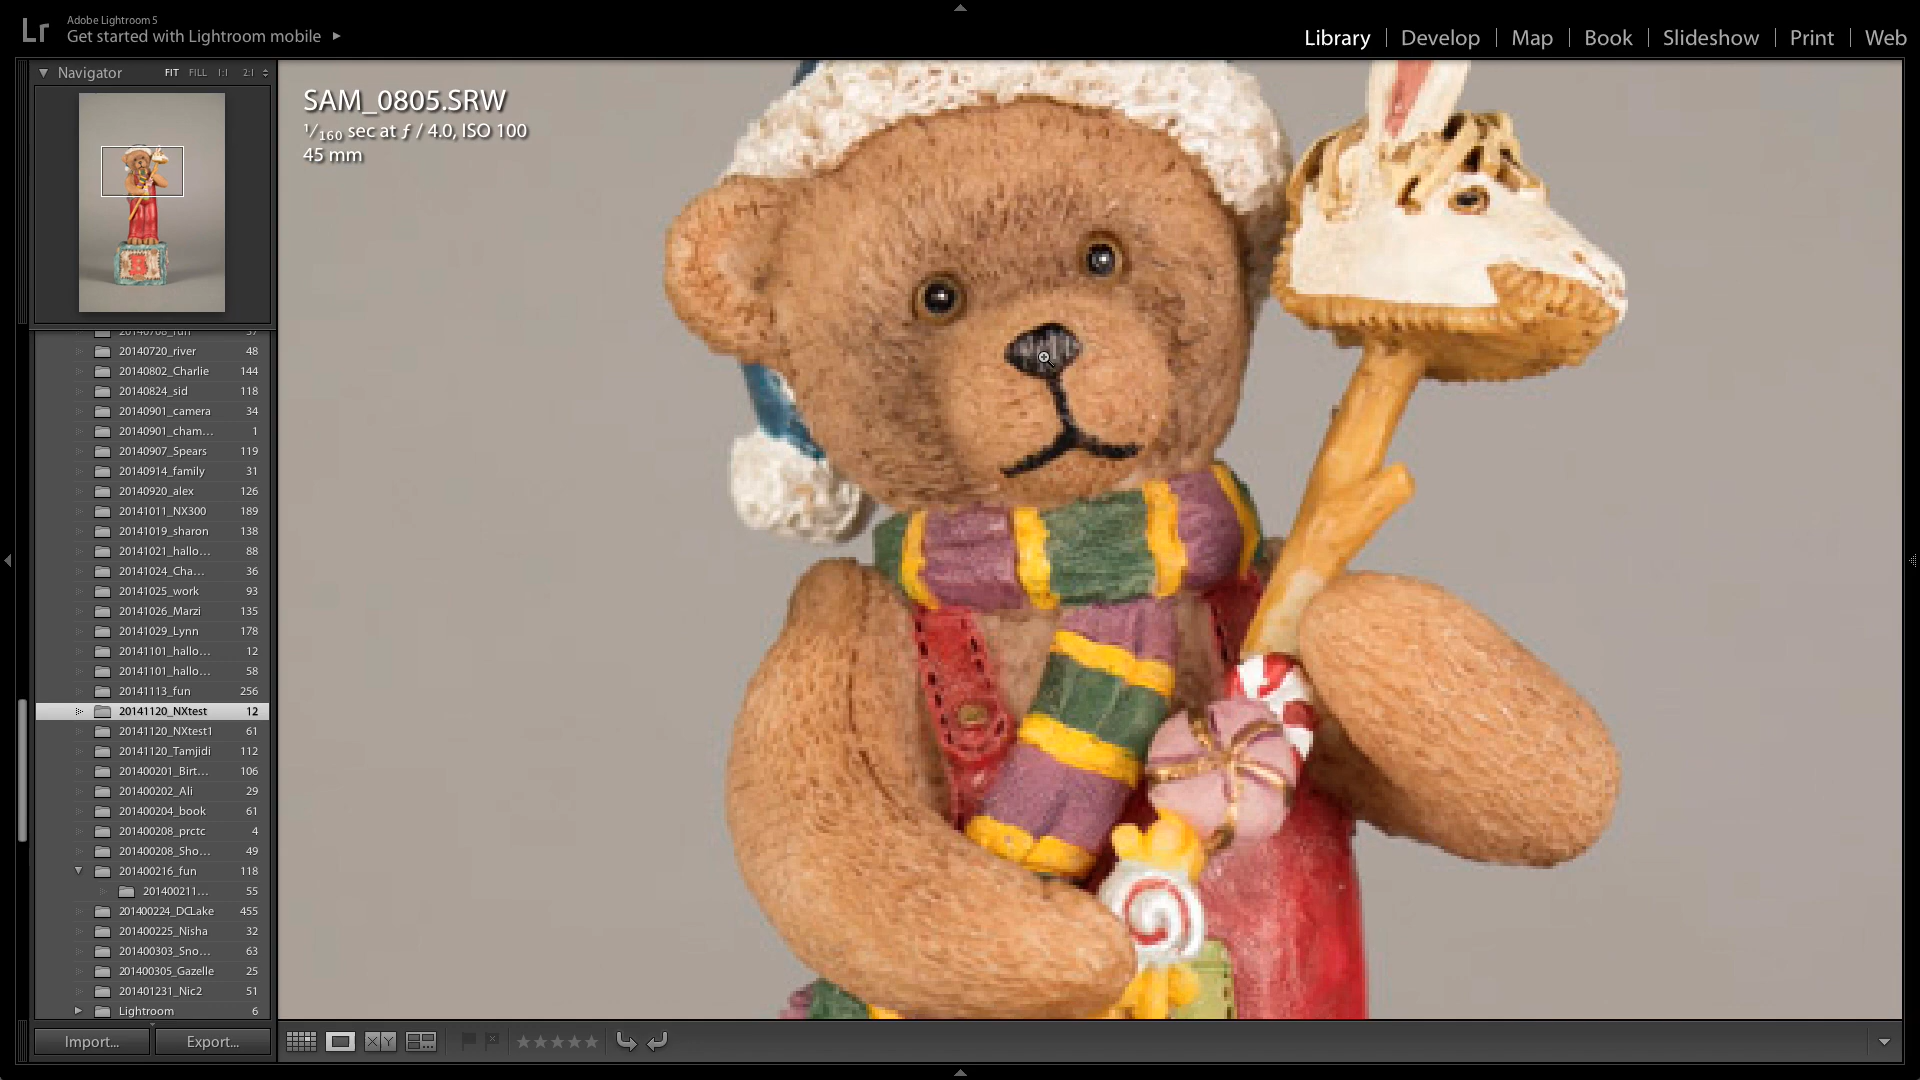 Lr
Adobe Lightroom 5
Get started with Lightroom mobile
Library | Develop | Map | Book | Slideshow | Print | Web
Navigator FIT FILL 1:1 2:1
SAM_0805.SRW
1/160 sec at ƒ / 4.0, ISO 100
45 mm
20140720_river 48
20140802_Charlie 144
20140824_sid 118
20140901_camera 34
20140901_cham... 1
20140907_Spears 119
20140914_family 31
20140920_alex 126
20141011_NX300 189
20141019_sharon 138
20141021_hallo... 88
20141024_Cha... 36
20141025_work 93
20141026_Marzi 135
20141029_Lynn 178
20141101_hallo... 12
20141101_hallo... 58
20141113_fun 256
20141120_NXtest 12
20141120_NXtest1 61
20141120_Tamjidi 112
201400201_Birt... 106
201400202_Ali 29
201400204_book 61
201400208_prctc 4
201400208_Sho... 49
201400216_fun 118
201400211... 55
201400224_DCLake 455
201400225_Nisha 32
201400303_Sno... 63
201400305_Gazelle 25
201401231_Nic2 51
Lightroom 6
Import... Export...
XY